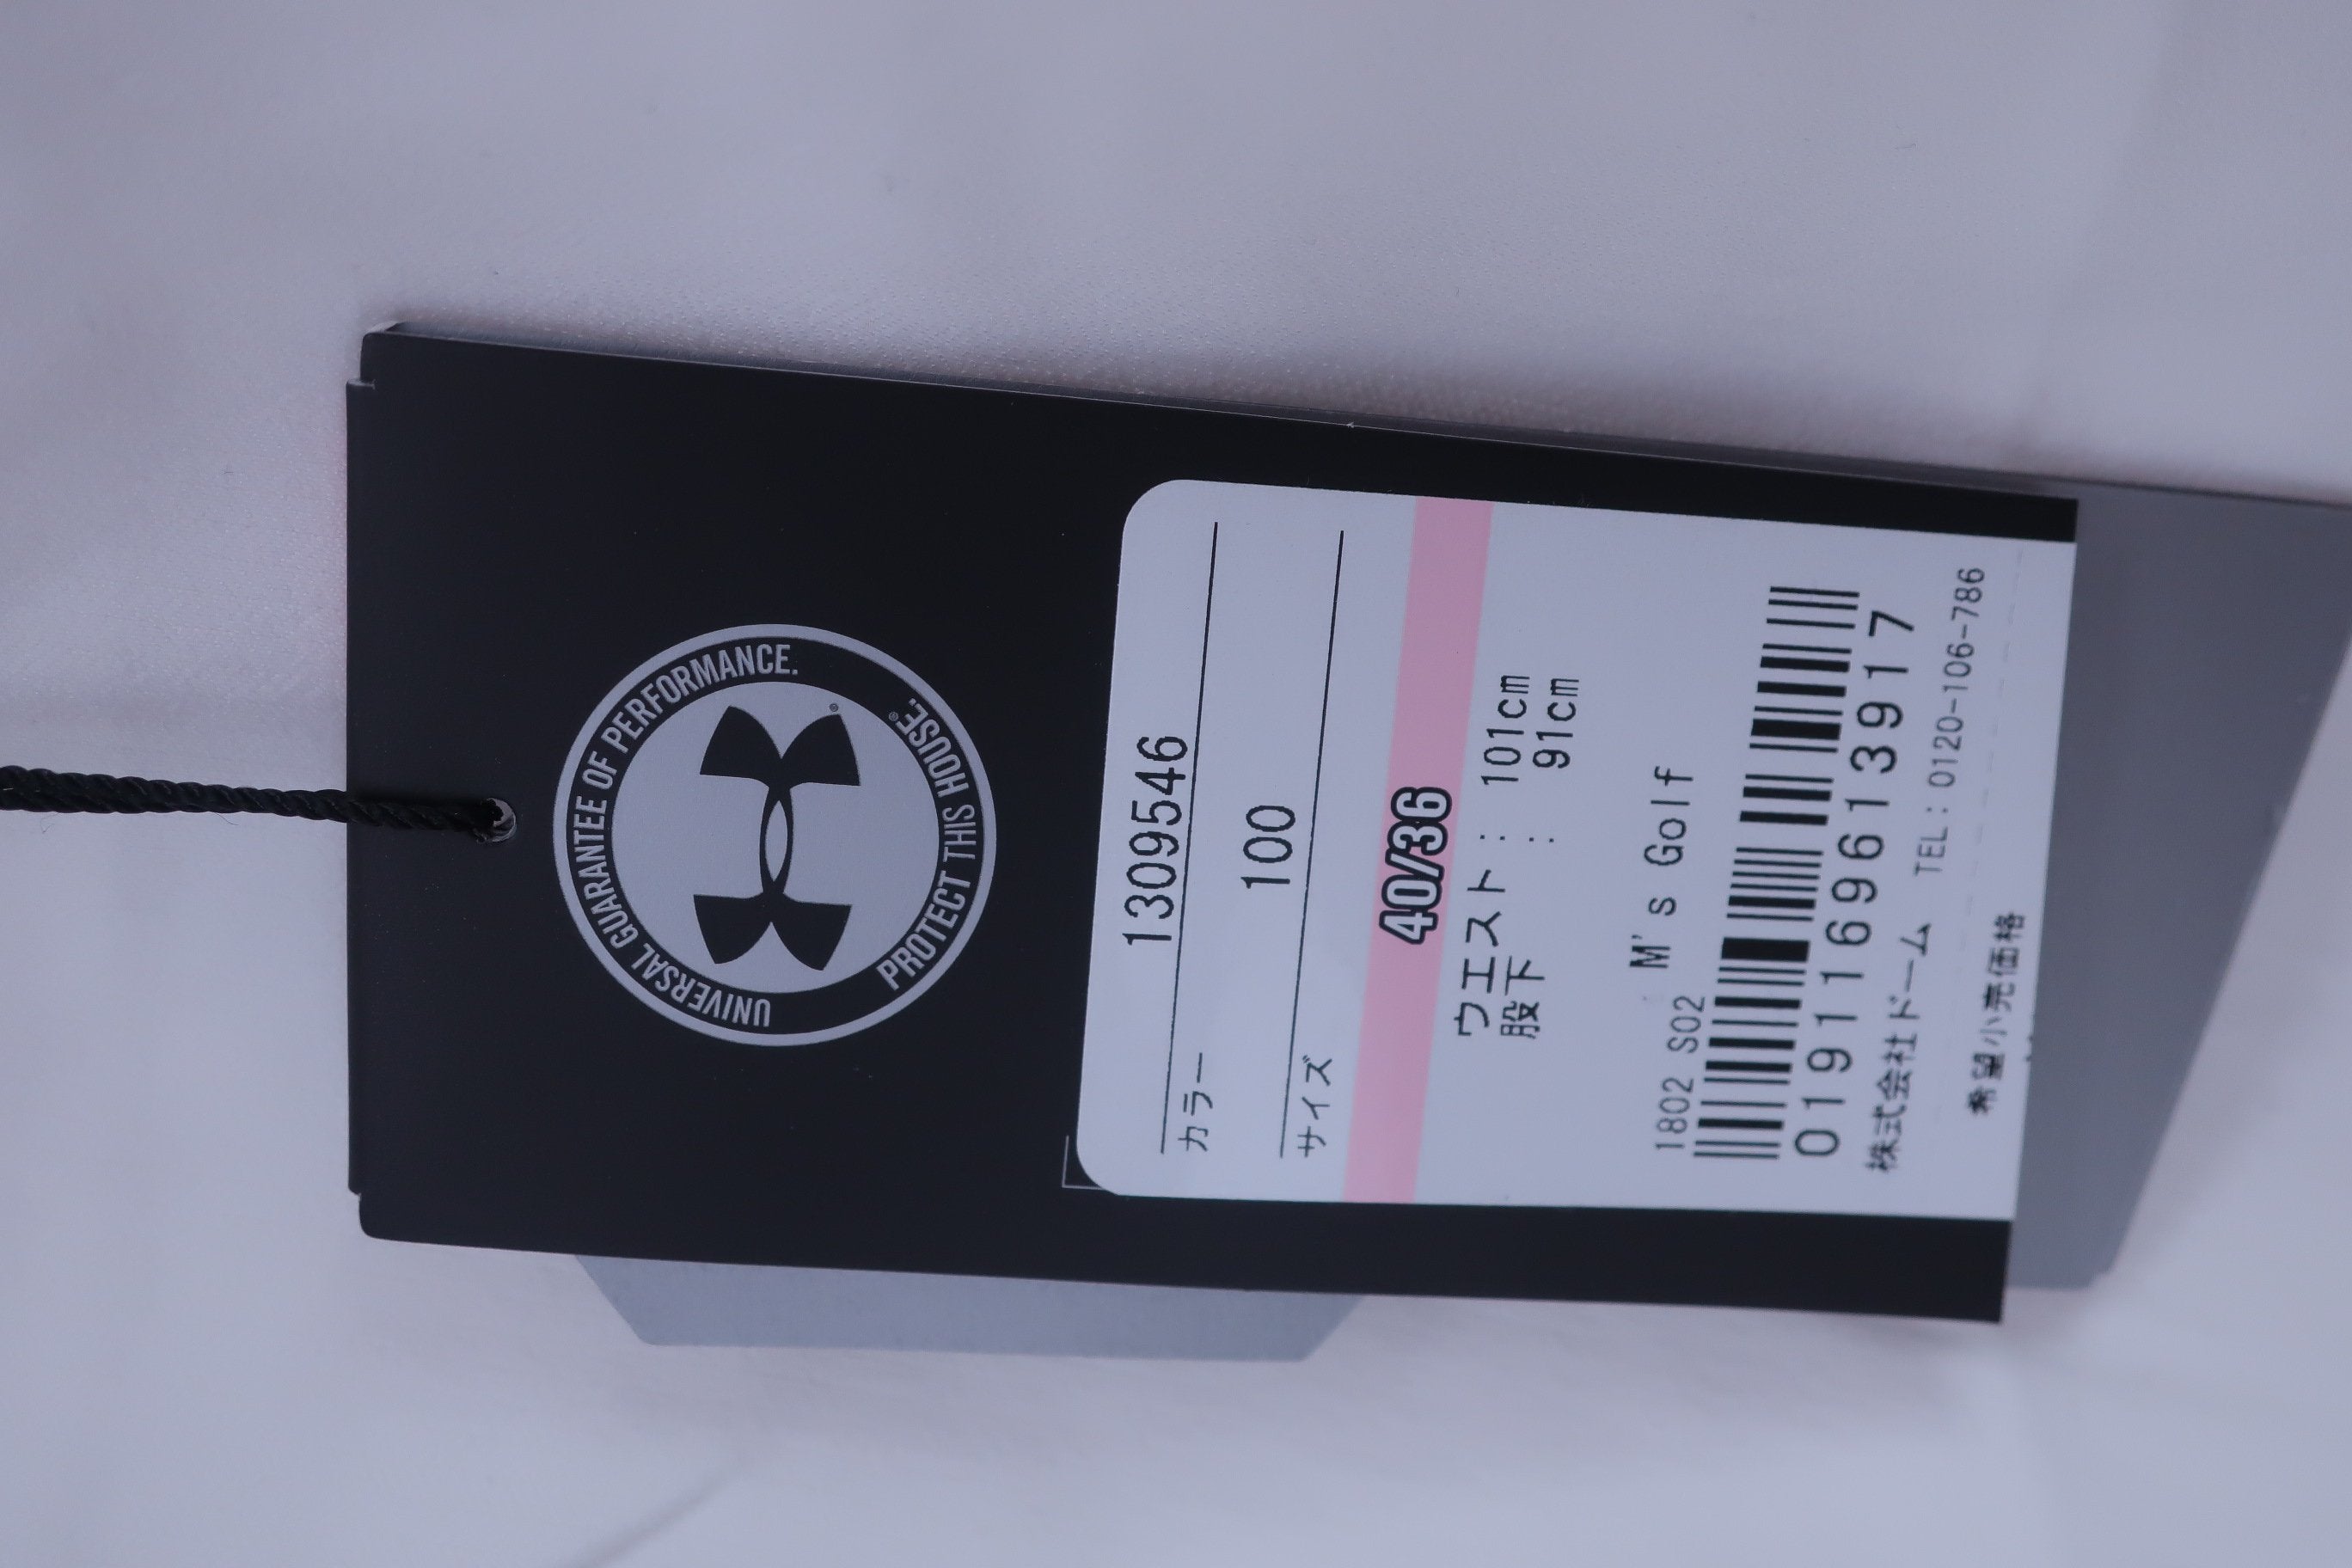 UNIVERSAL GUARANTEE OF PERFORMANCE.
PROTECT THIS HOUSE.®
1309546
カラー
100
サイズ
40/36
ウエスト : 101cm
股下 : 91cm
M's Golf
1802 S02
0191169613917
株式会社ドーム TEL:0120-106-786
希望小売価格